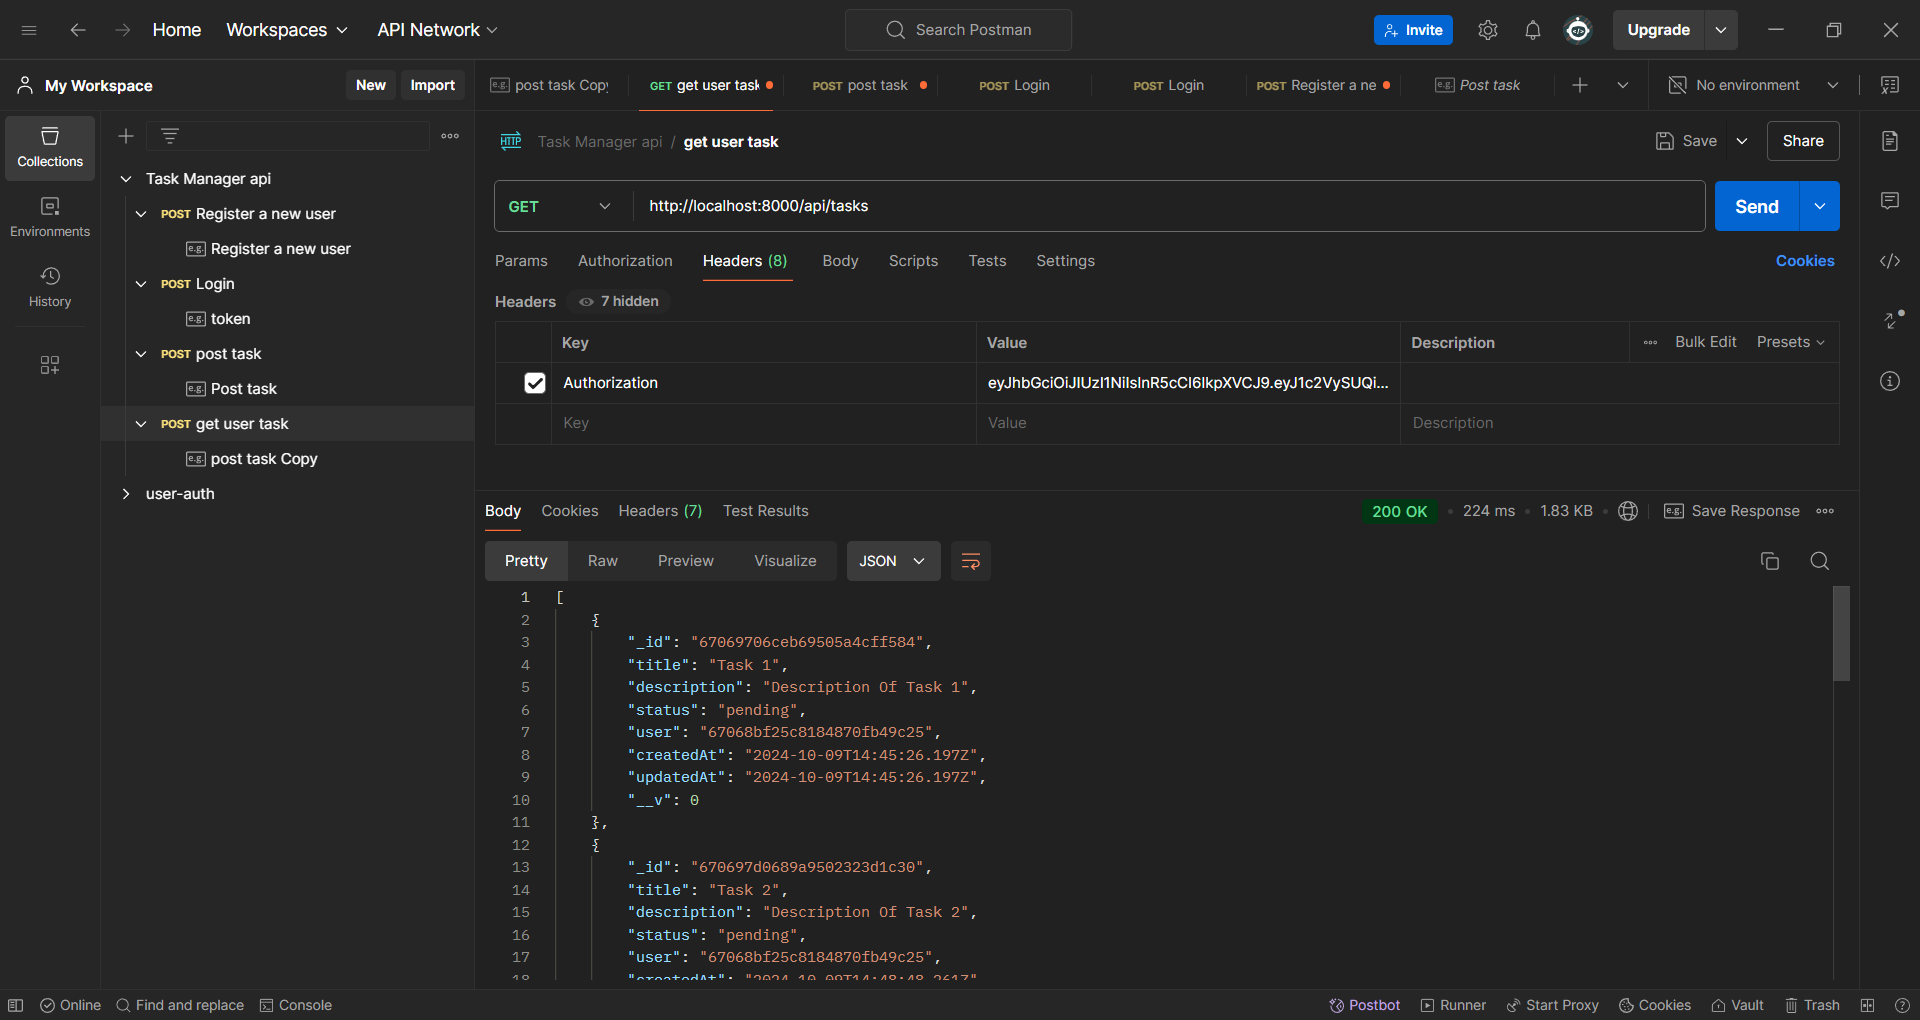 Home Workspaces API Network Search Postman Invite Upgrade
My Workspace New Import
e.g. post task Copy GET get user task POST post task POST Login POST Login POST Register a ne e.g. Post task No environment
Collections
Environments
History
Task Manager api
POST Register a new user
e.g. Register a new user
POST Login
e.g. token
POST post task
e.g. Post task
POST get user task
e.g. post task Copy
user-auth
HTTP Task Manager api / get user task Save Share
GET http://localhost:8000/api/tasks Send
Params Authorization Headers (8) Body Scripts Tests Settings Cookies
Headers 7 hidden
Key Value Description Bulk Edit Presets
Authorization eyJhbGciOiJIUzI1NiIsInR5cCI6IkpXVCJ9.eyJ1c2VySUQi...
Key Value Description
Body Cookies Headers (7) Test Results 200 OK 224 ms 1.83 KB e.g. Save Response
Pretty Raw Preview Visualize JSON
1 [
2 {
3 "_id": "67069706ceb69505a4cff584",
4 "title": "Task 1",
5 "description": "Description Of Task 1",
6 "status": "pending",
7 "user": "67068bf25c8184870fb49c25",
8 "createdAt": "2024-10-09T14:45:26.197Z",
9 "updatedAt": "2024-10-09T14:45:26.197Z",
10 "__v": 0
11 },
12 {
13 "_id": "670697d0689a9502323d1c30",
14 "title": "Task 2",
15 "description": "Description Of Task 2",
16 "status": "pending",
17 "user": "67068bf25c8184870fb49c25",
18 "createdAt": "2024-10-09T14:48:48.261Z"
Online Find and replace Console Postbot Runner Start Proxy Cookies Vault Trash